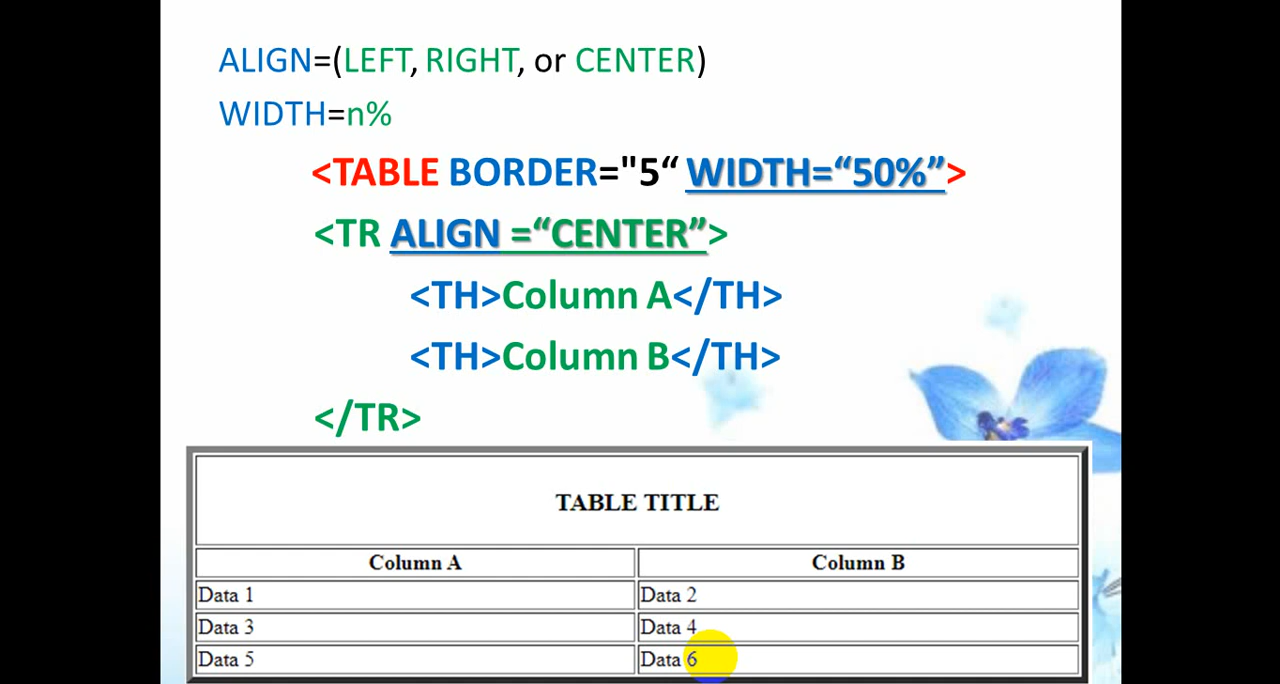 ALIGN=(LEFT, RIGHT, or CENTER)
WIDTH=n%
<TABLE BORDER="5“ WIDTH=“50%”>
<TR ALIGN =“CENTER”>
<TH>Column A</TH>
<TH>Column B</TH>
</TR>
TABLE TITLE
Column A Column B
Data 1 Data 2
Data 3 Data 4
Data 5 Data 6